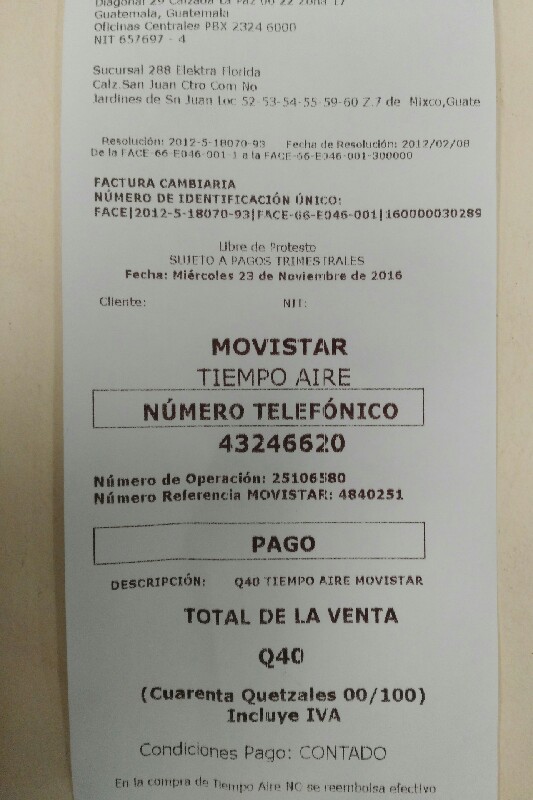 Diagonal 29 Calzada La Paz 00 22 Zona 17
Guatemala, Guatemala
Oficinas Centrales PBX 2324 6000
NIT 657697 - 4
Sucursal 288 Elektra Florida
Calz.San Juan Ctro Com No
Jardines de Sn Juan Loc 52-53-54-55-59-60 Z.7 de Mixco,Guate
Resolución: 2012-5-18070-93 Fecha de Resolución: 2012/02/08
De la FACE-66-E046-001-1 a la FACE-66-E046-001-300000
FACTURA CAMBIARIA
NÚMERO DE IDENTIFICACIÓN ÚNICO:
FACE|2012-5-18070-93|FACE-66-E046-001|160000030289
Libre de Protesto
SUJETO A PAGOS TRIMESTRALES
Fecha: Miércoles 23 de Noviembre de 2016
Cliente: NIT:
MOVISTAR
TIEMPO AIRE
NÚMERO TELEFÓNICO
43246620
Número de Operación: 25106580
Número Referencia MOVISTAR: 4840251
PAGO
DESCRIPCIÓN: Q40 TIEMPO AIRE MOVISTAR
TOTAL DE LA VENTA
Q40
(Cuarenta Quetzales 00/100)
Incluye IVA
Condiciones Pago: CONTADO
En la compra de Tiempo Aire NO se reembolsa efectivo